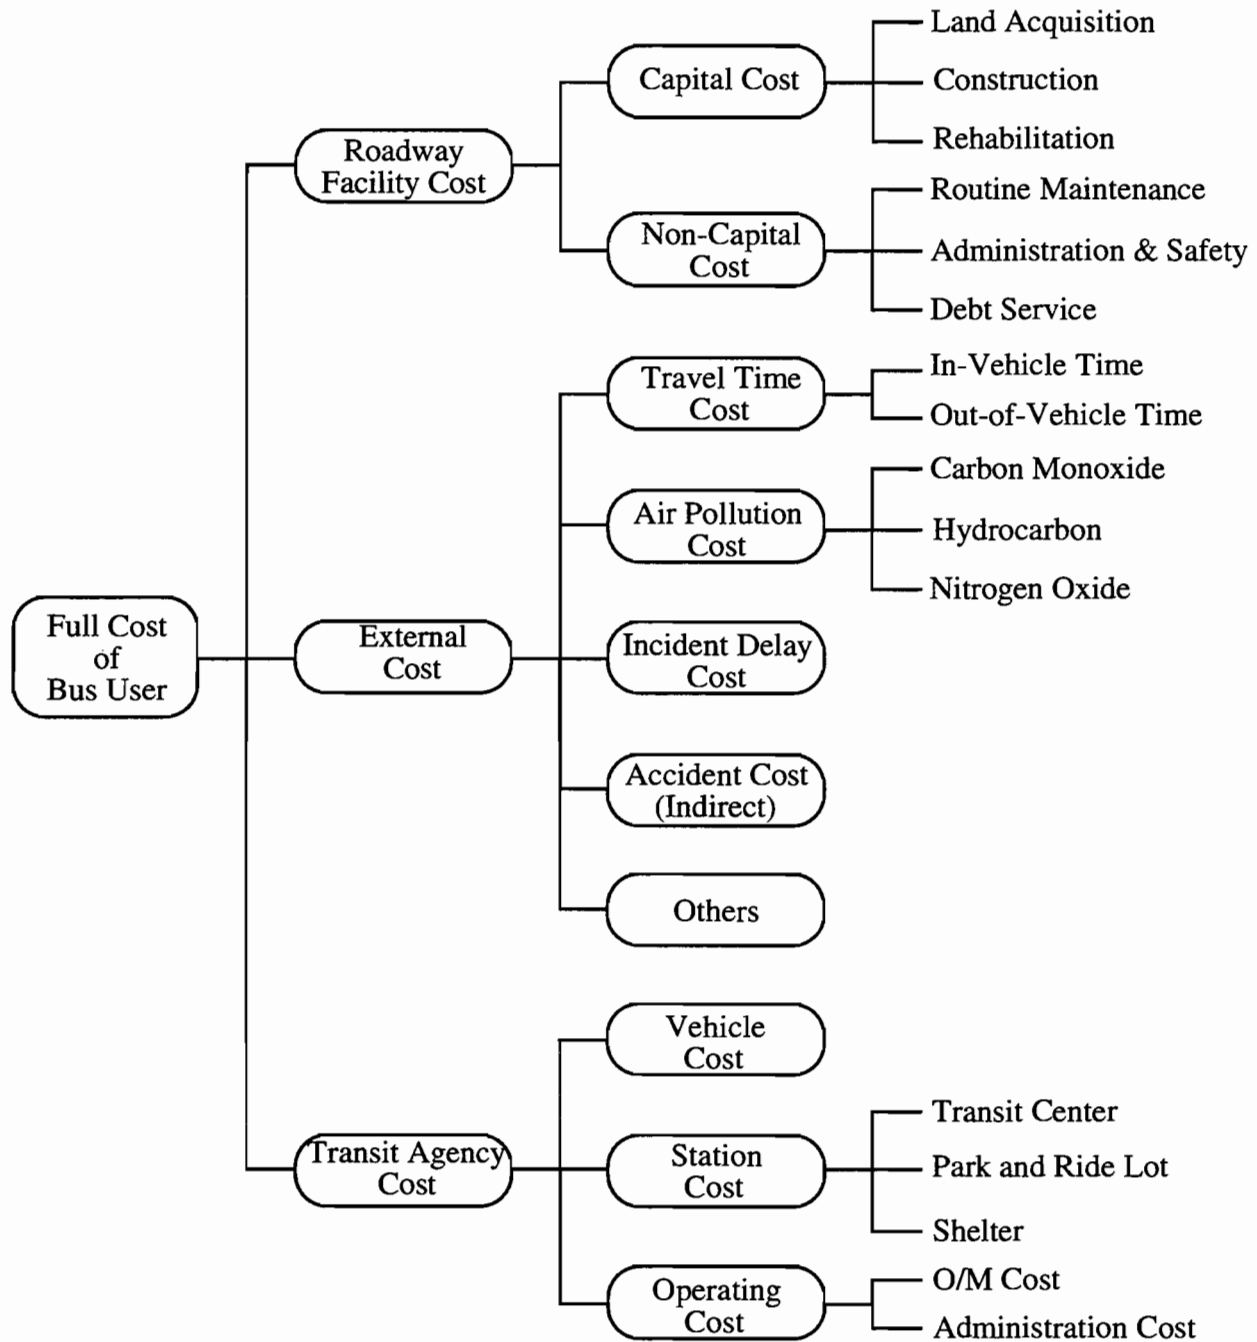 Land Acquisition
Capital Cost
Construction
Rehabilitation
Roadway
Facility Cost
Routine Maintenance
Non-Capital
Cost
Administration & Safety
Debt Service
In-Vehicle Time
Travel Time
Cost
Out-of-Vehicle Time
Carbon Monoxide
Air Pollution
Cost
Hydrocarbon
Nitrogen Oxide
Full Cost
of
Bus User
External
Cost
Incident Delay
Cost
Accident Cost
(Indirect)
Others
Vehicle
Cost
Transit Agency
Cost
Station
Cost
Transit Center
Park and Ride Lot
Shelter
Operating
Cost
O/M Cost
Administration Cost